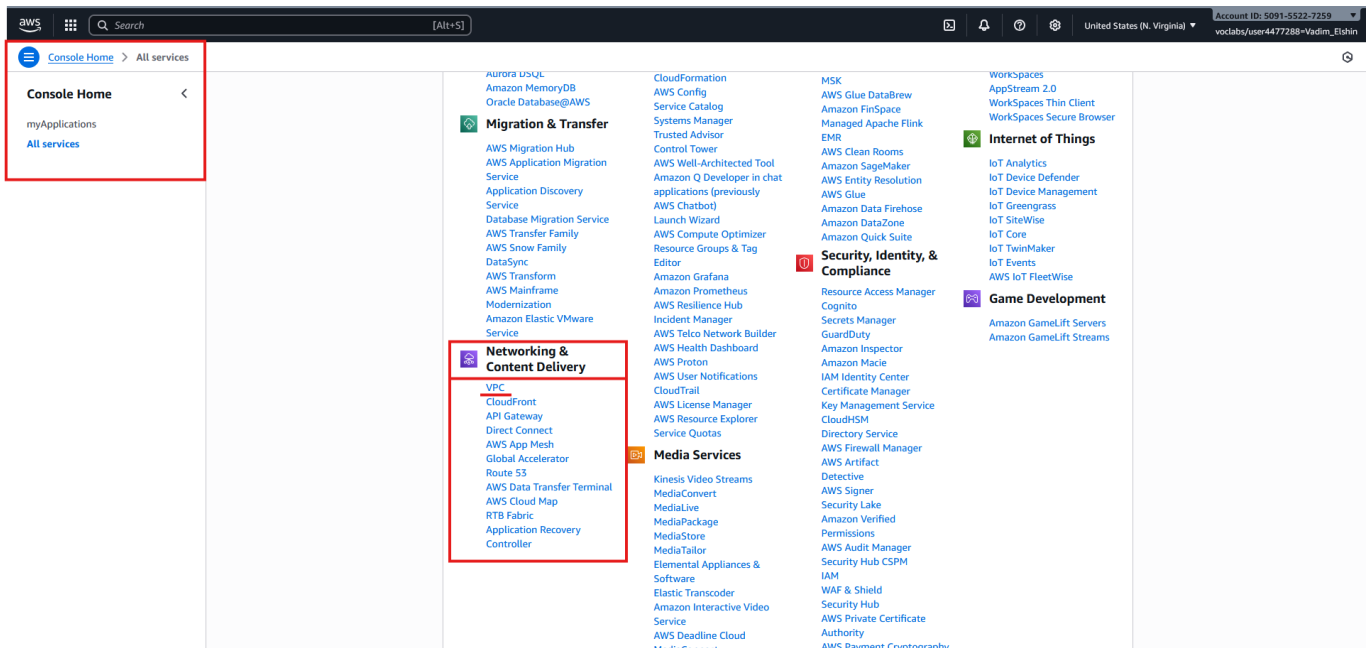 aws
Search
[Alt+S]
United States (N. Virginia)
Account ID: 5091-5522-7259
voclabs/user4477288=Vadim_Elshin
Console Home > All services
Console Home
myApplications
All services
Aurora DSQL
Amazon MemoryDB
Oracle Database@AWS
Migration & Transfer
AWS Migration Hub
AWS Application Migration
Service
Application Discovery
Service
Database Migration Service
AWS Transfer Family
AWS Snow Family
DataSync
AWS Transform
AWS Mainframe
Modernization
Amazon Elastic VMware
Service
Networking &
Content Delivery
VPC
CloudFront
API Gateway
Direct Connect
AWS App Mesh
Global Accelerator
Route 53
AWS Data Transfer Terminal
AWS Cloud Map
RTB Fabric
Application Recovery
Controller
CloudFormation
AWS Config
Service Catalog
Systems Manager
Trusted Advisor
Control Tower
AWS Well-Architected Tool
Amazon Q Developer in chat
applications (previously
AWS Chatbot)
Launch Wizard
AWS Compute Optimizer
Resource Groups & Tag
Editor
Amazon Grafana
Amazon Prometheus
AWS Resilience Hub
Incident Manager
AWS Telco Network Builder
AWS Health Dashboard
AWS Proton
AWS User Notifications
CloudTrail
AWS License Manager
AWS Resource Explorer
Service Quotas
Media Services
Kinesis Video Streams
MediaConvert
MediaLive
MediaPackage
MediaStore
MediaTailor
Elemental Appliances &
Software
Elastic Transcoder
Amazon Interactive Video
Service
AWS Deadline Cloud
MediaConnect
MSK
AWS Glue DataBrew
Amazon FinSpace
Managed Apache Flink
EMR
AWS Clean Rooms
Amazon SageMaker
AWS Entity Resolution
AWS Glue
Amazon Data Firehose
Amazon DataZone
Amazon Quick Suite
Security, Identity, &
Compliance
Resource Access Manager
Cognito
Secrets Manager
GuardDuty
Amazon Inspector
Amazon Macie
IAM Identity Center
Certificate Manager
Key Management Service
CloudHSM
Directory Service
AWS Firewall Manager
AWS Artifact
Detective
AWS Signer
Security Lake
Amazon Verified
Permissions
AWS Audit Manager
Security Hub CSPM
IAM
WAF & Shield
Security Hub
AWS Private Certificate
Authority
AWS Payment Cryptography
WorkSpaces
AppStream 2.0
WorkSpaces Thin Client
WorkSpaces Secure Browser
Internet of Things
IoT Analytics
IoT Device Defender
IoT Device Management
IoT Greengrass
IoT SiteWise
IoT Core
IoT TwinMaker
IoT Events
AWS IoT FleetWise
Game Development
Amazon GameLift Servers
Amazon GameLift Streams